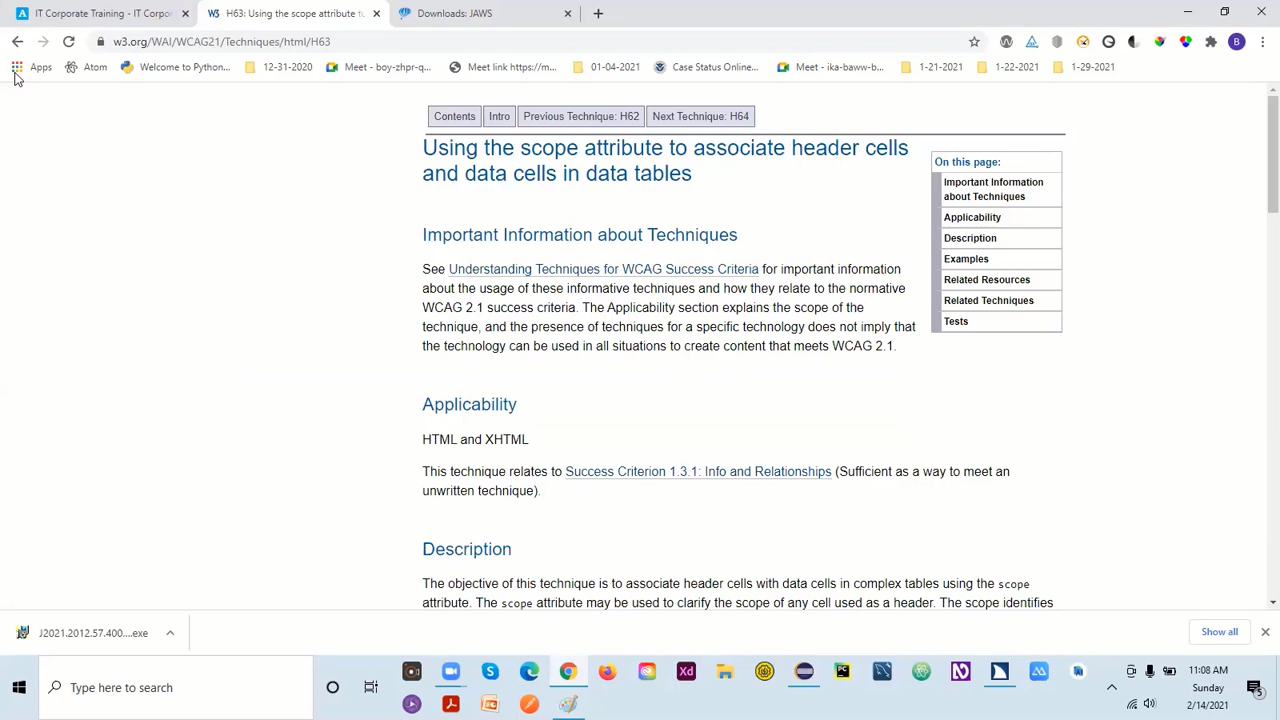 IT Corporate Training - IT Corpor
W3 H63: Using the scope attribute t
Downloads: JAWS
w3.org/WAI/WCAG21/Techniques/html/H63
B
Apps
Atom
Welcome to Python...
12-31-2020
Meet - boy-zhpr-q...
Meet link https://m...
01-04-2021
Case Status Online...
Meet - ika-baww-b...
1-21-2021
1-22-2021
1-29-2021
Contents
Intro
Previous Technique: H62
Next Technique: H64
Using the scope attribute to associate header cells
and data cells in data tables
On this page:
Important Information
about Techniques
Applicability
Description
Examples
Related Resources
Related Techniques
Tests
Important Information about Techniques
See Understanding Techniques for WCAG Success Criteria for important information
about the usage of these informative techniques and how they relate to the normative
WCAG 2.1 success criteria. The Applicability section explains the scope of the
technique, and the presence of techniques for a specific technology does not imply that
the technology can be used in all situations to create content that meets WCAG 2.1.
Applicability
HTML and XHTML
This technique relates to Success Criterion 1.3.1: Info and Relationships (Sufficient as a way to meet an
unwritten technique).
Description
The objective of this technique is to associate header cells with data cells in complex tables using the scope
attribute. The scope attribute may be used to clarify the scope of any cell used as a header. The scope identifies
J2021.2012.57.400....exe
Show all
Type here to search
Xd
PC
11:08 AM
Sunday
2/14/2021
5